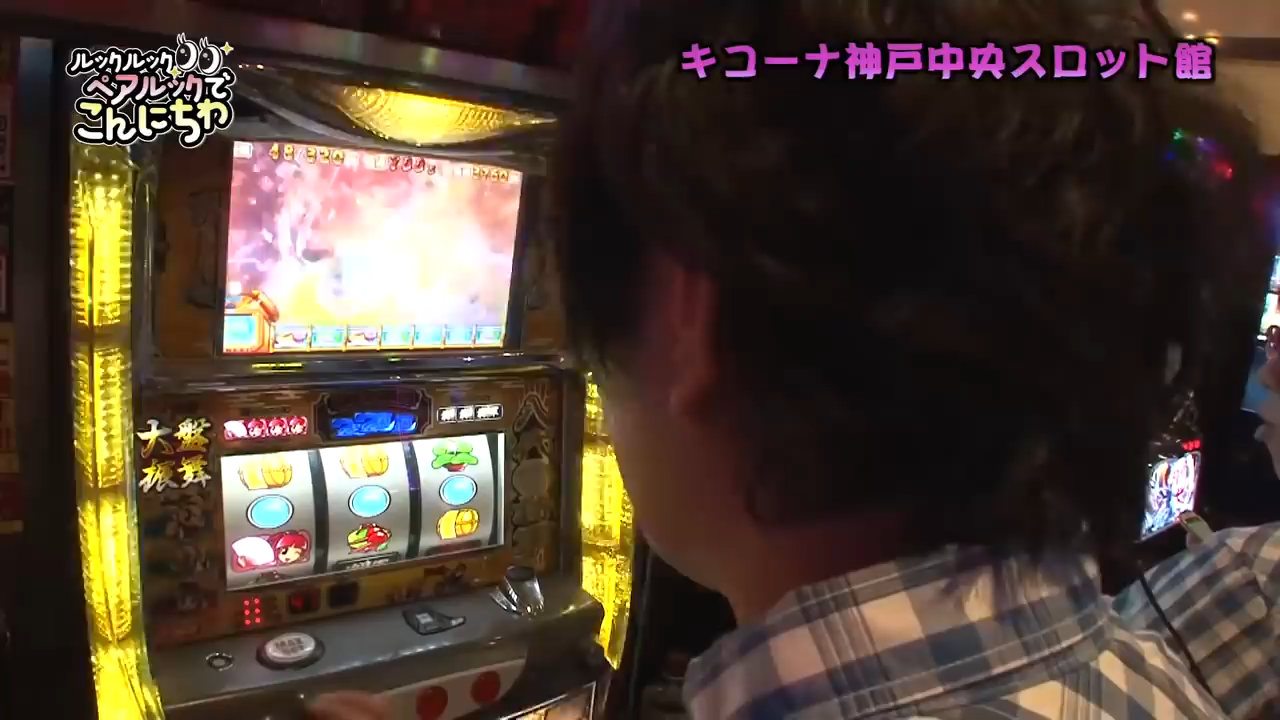 ルックルック
ペアルックで
こんにちわ
キコーナ神戸中央スロット館
大盤
振舞